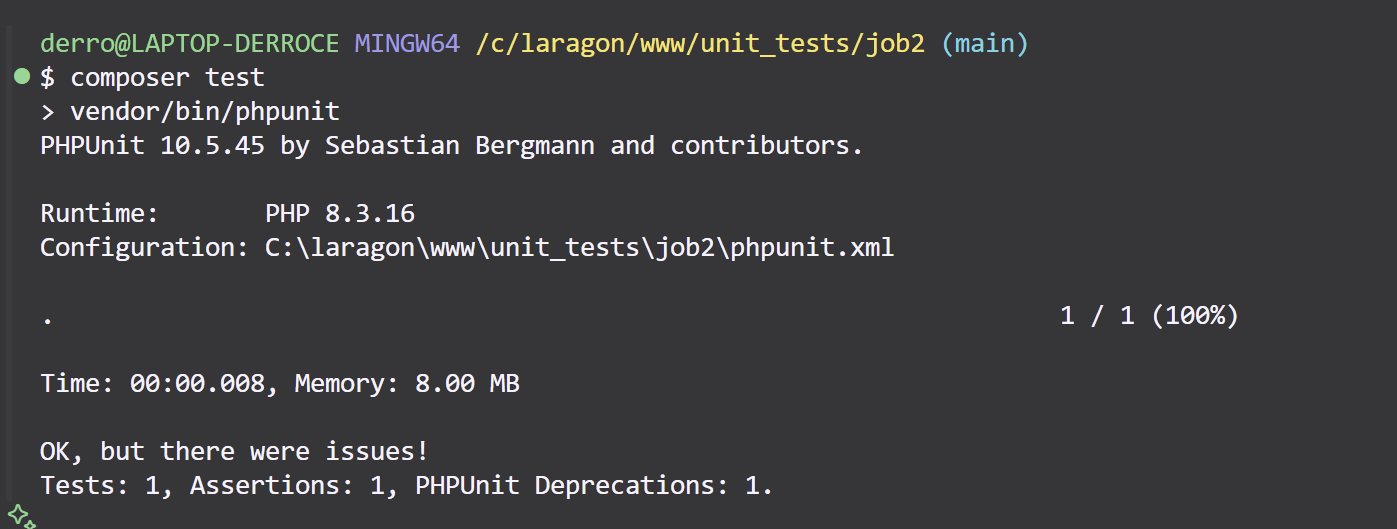 derro@LAPTOP-DERROCE MINGW64 /c/laragon/www/unit_tests/job2 (main)
$ composer test
> vendor/bin/phpunit
PHPUnit 10.5.45 by Sebastian Bergmann and contributors.
Runtime:       PHP 8.3.16
Configuration: C:\laragon\www\unit_tests\job2\phpunit.xml
.                                                                   1 / 1 (100%)
Time: 00:00.008, Memory: 8.00 MB
OK, but there were issues!
Tests: 1, Assertions: 1, PHPUnit Deprecations: 1.